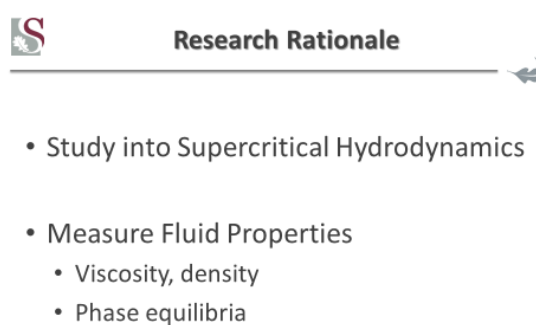 S
Research Rationale
• Study into Supercritical Hydrodynamics
• Measure Fluid Properties
• Viscosity, density
• Phase equilibria